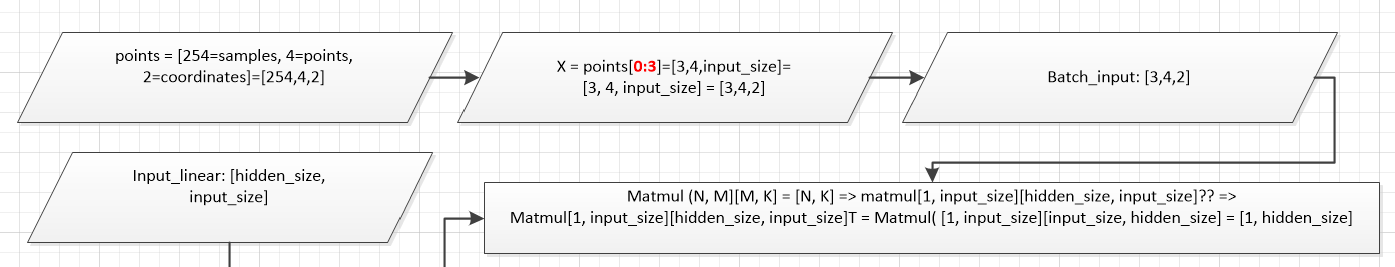 points = [254=samples, 4=points,
2=coordinates]=[254,4,2]
X = points[0:3]=[3,4,input_size]=
[3, 4, input_size] = [3,4,2]
Batch_input: [3,4,2]
Input_linear: [hidden_size,
input_size]
Matmul (N, M][M, K] = [N, K] => matmul[1, input_size][hidden_size, input_size]?? =>
Matmul[1, input_size][hidden_size, input_size]T = Matmul( [1, input_size][input_size, hidden_size] = [1, hidden_size]